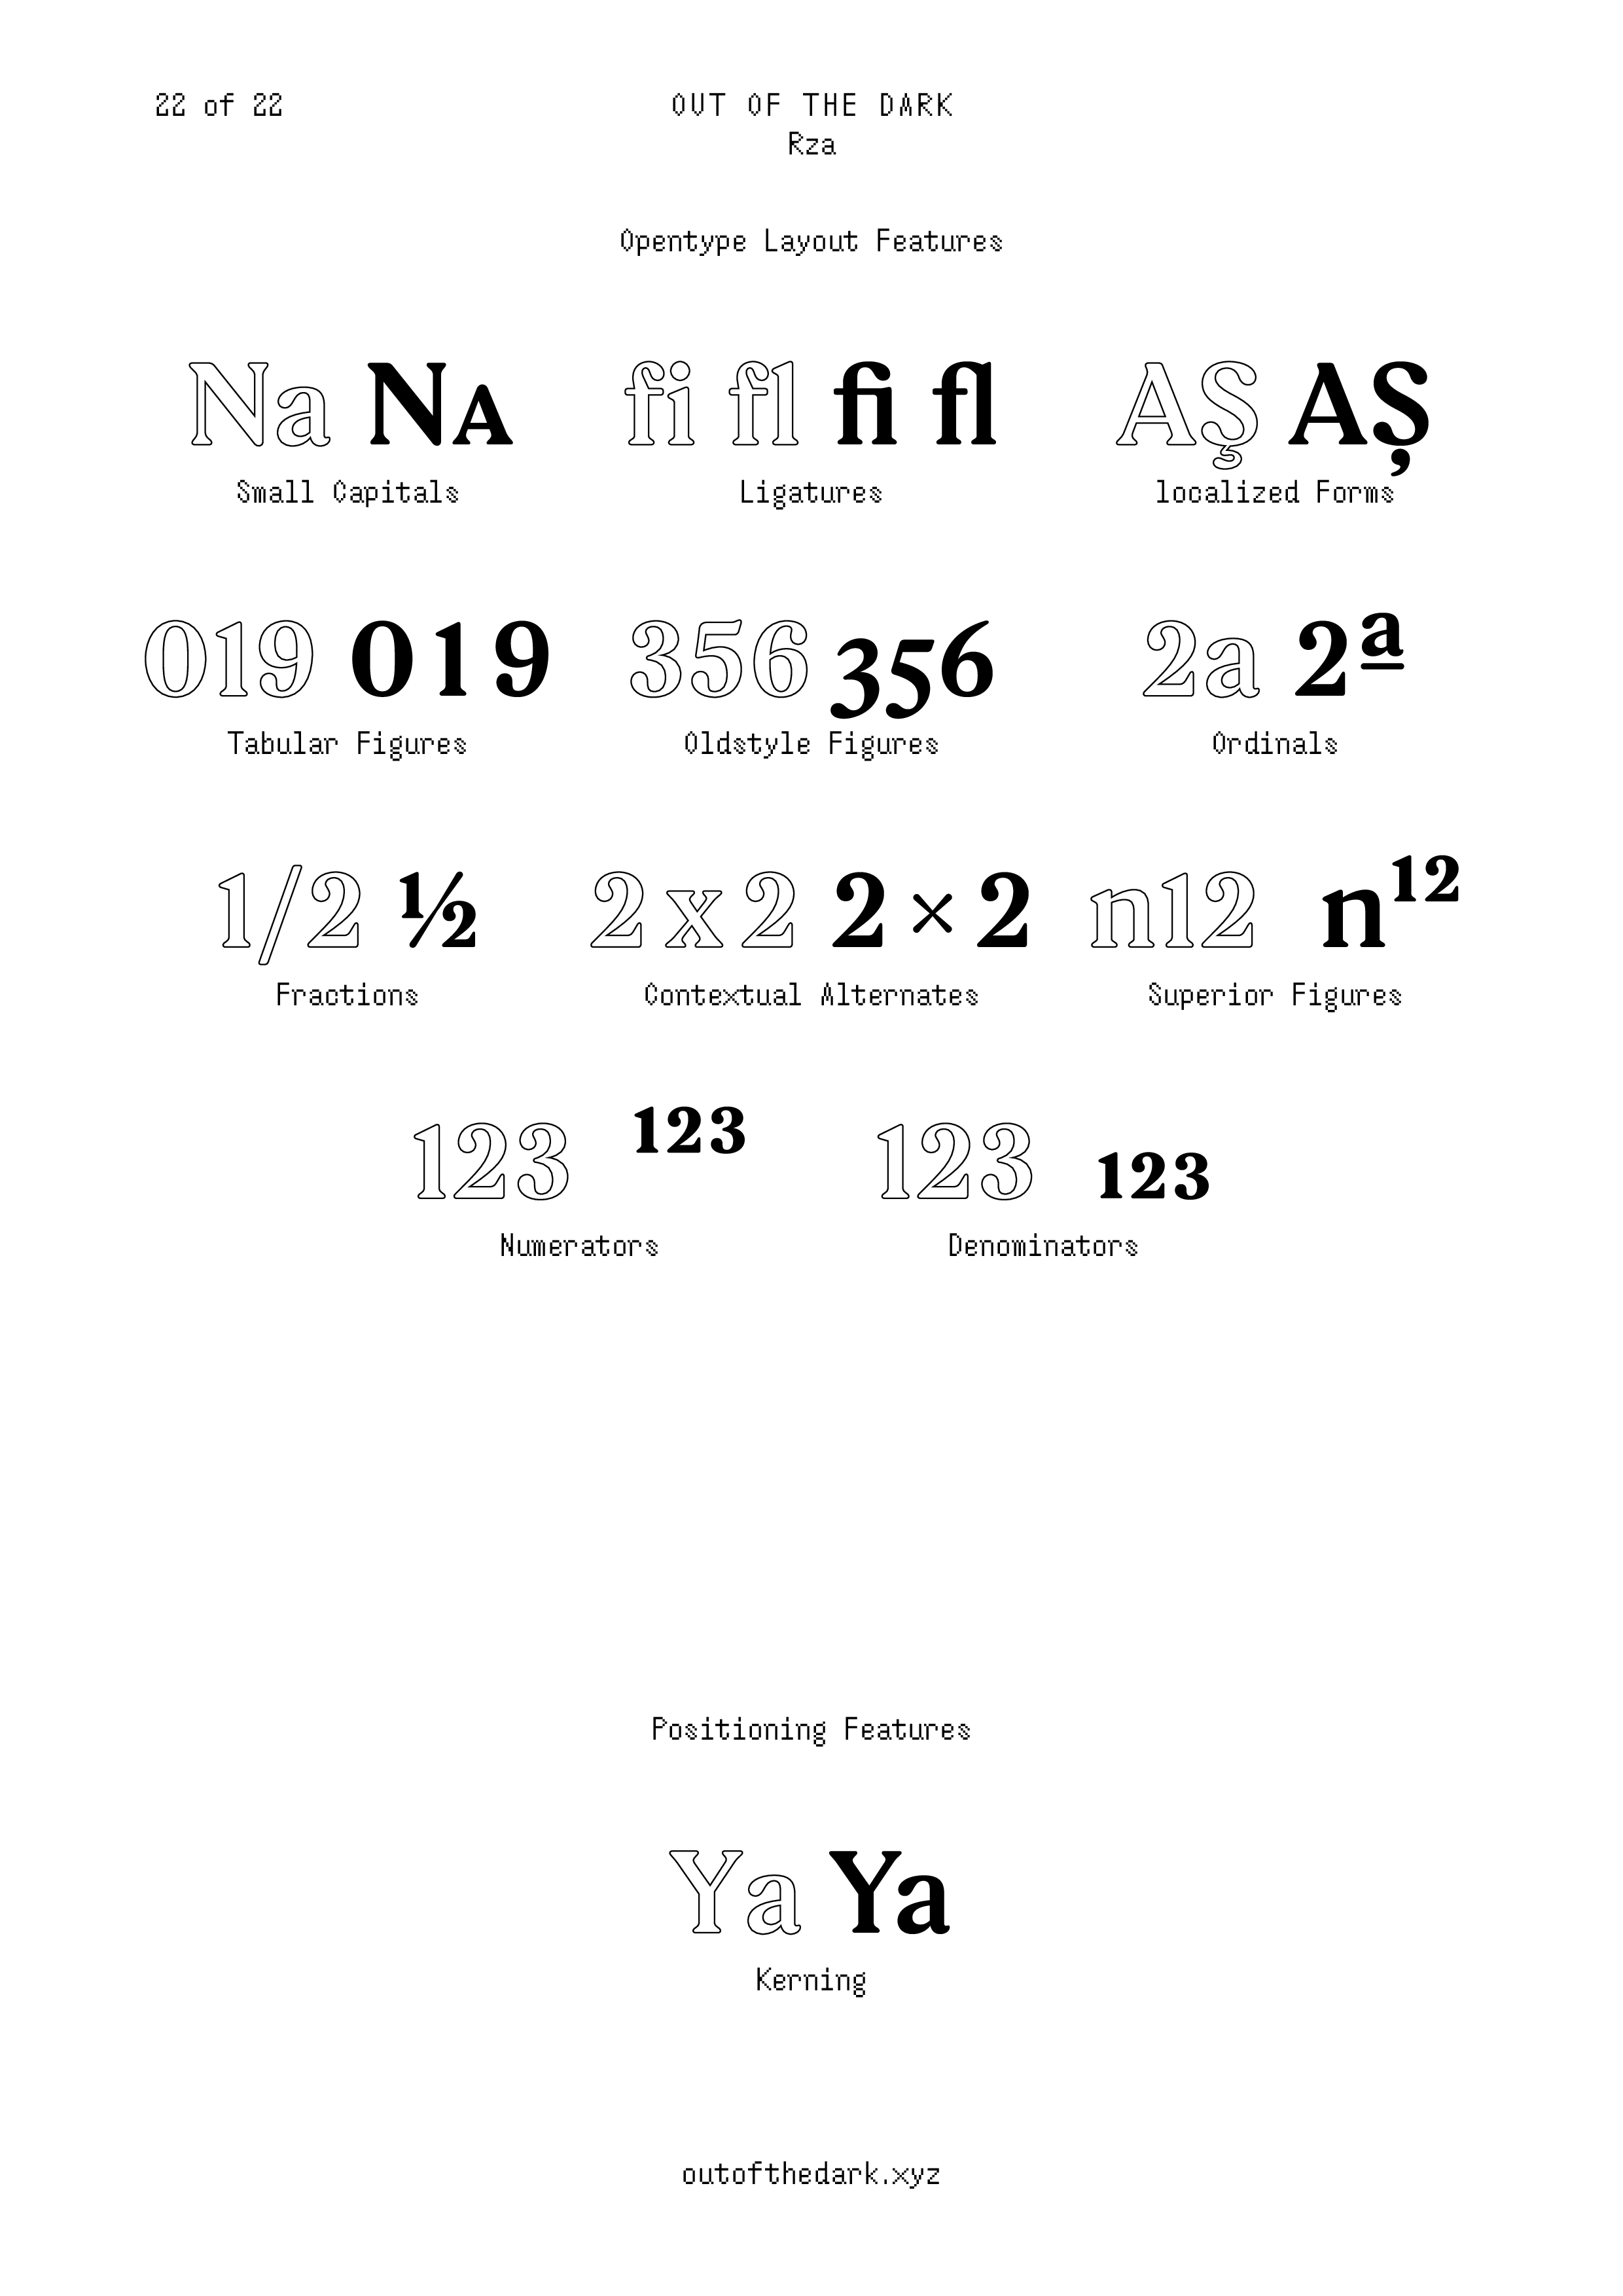 22 of 22
OUT OF THE DARK
Rza
Opentype Layout Features
Na Nᴀ fi fl ﬁ ﬂ AŞ AȘ
Small Capitals Ligatures localized Forms
019 019 356 356 2a 2ª
Tabular Figures Oldstyle Figures Ordinals
1/2 ½ 2x2 2×2 n12 n¹²
Fractions Contextual Alternates Superior Figures
123 ¹²³ 123 ₁₂₃
Numerators Denominators
Positioning Features
Ya Ya
Kerning
outofthedark.xyz